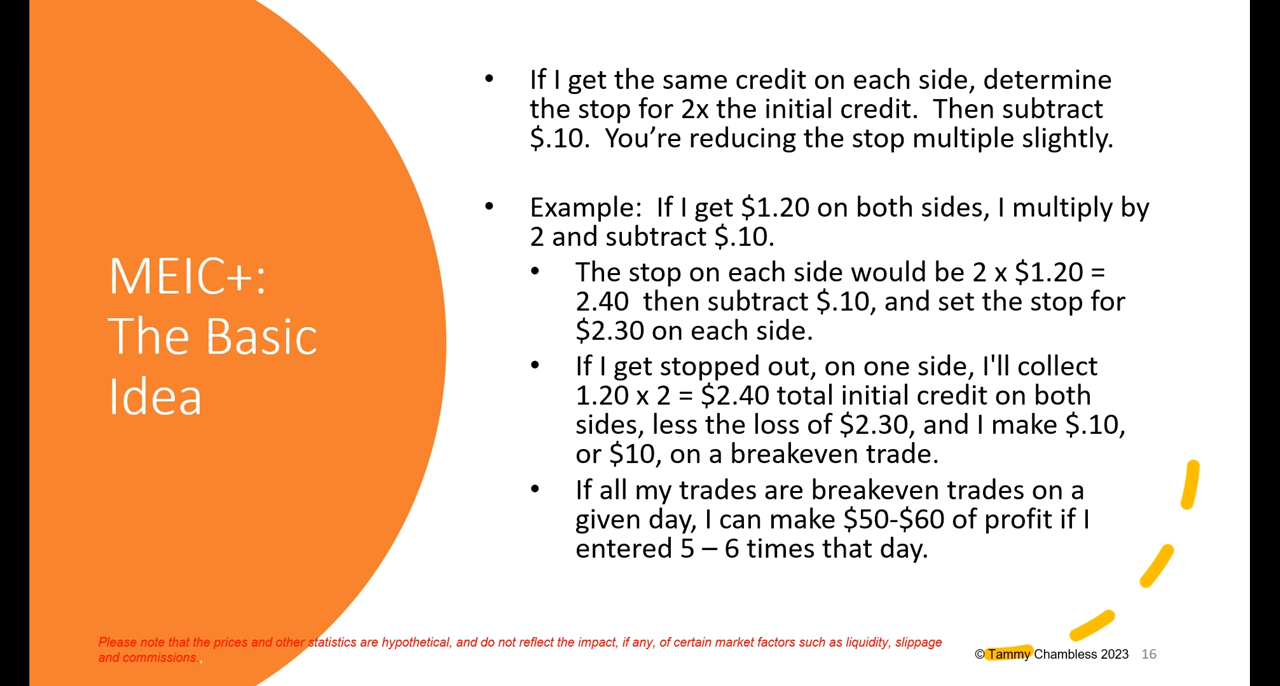 MEIC+:
The Basic
Idea
• If I get the same credit on each side, determine
the stop for 2x the initial credit.  Then subtract
$.10.  You’re reducing the stop multiple slightly.
• Example:  If I get $1.20 on both sides, I multiply by
2 and subtract $.10.
• The stop on each side would be 2 x $1.20 =
2.40  then subtract $.10, and set the stop for
$2.30 on each side.
• If I get stopped out, on one side, I'll collect
1.20 x 2 = $2.40 total initial credit on both
sides, less the loss of $2.30, and I make $.10,
or $10, on a breakeven trade.
• If all my trades are breakeven trades on a
given day, I can make $50-$60 of profit if I
entered 5 – 6 times that day.
Please note that the prices and other statistics are hypothetical, and do not reflect the impact, if any, of certain market factors such as liquidity, slippage
and commissions.,
© Tammy Chambless 2023 16